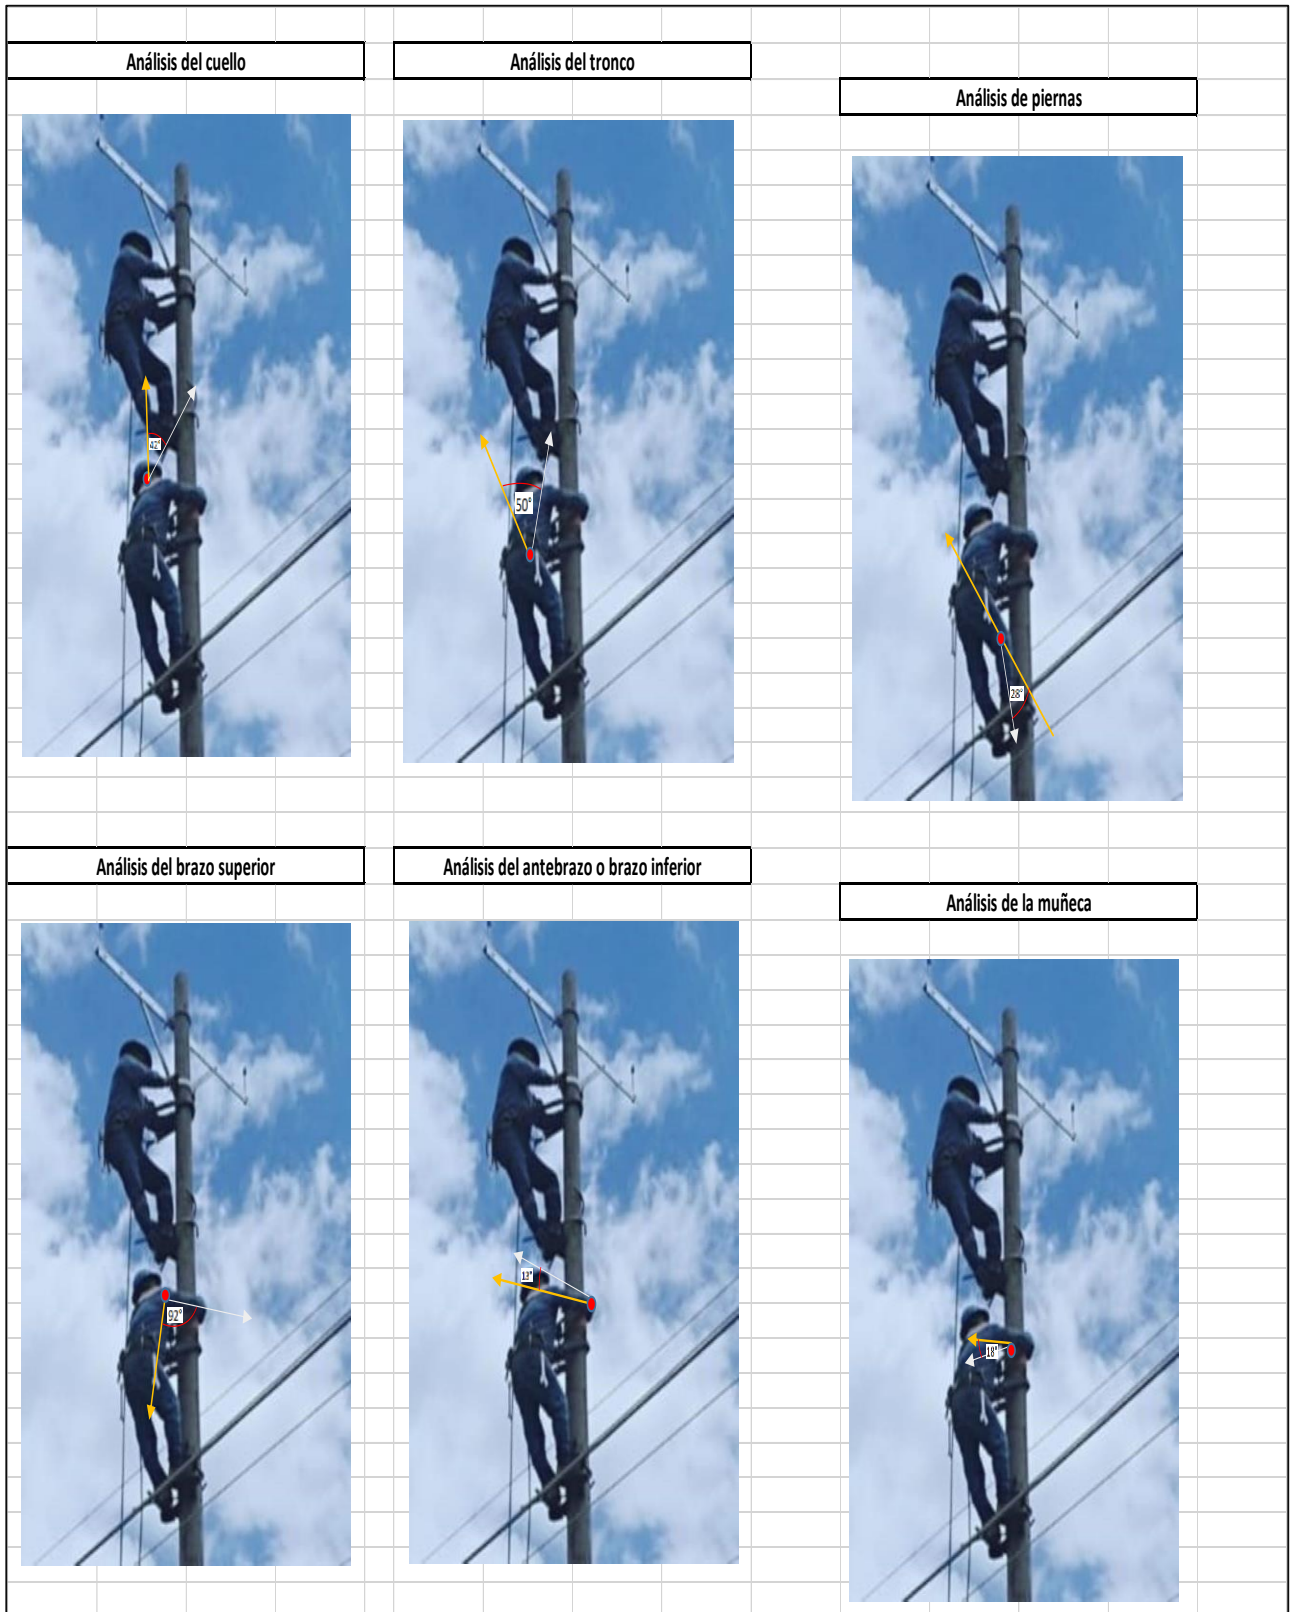 Análisis del cuello
Análisis del tronco
Análisis de piernas
42°
50°
28°
Análisis del brazo superior
Análisis del antebrazo o brazo inferior
Análisis de la muñeca
92°
13°
18°